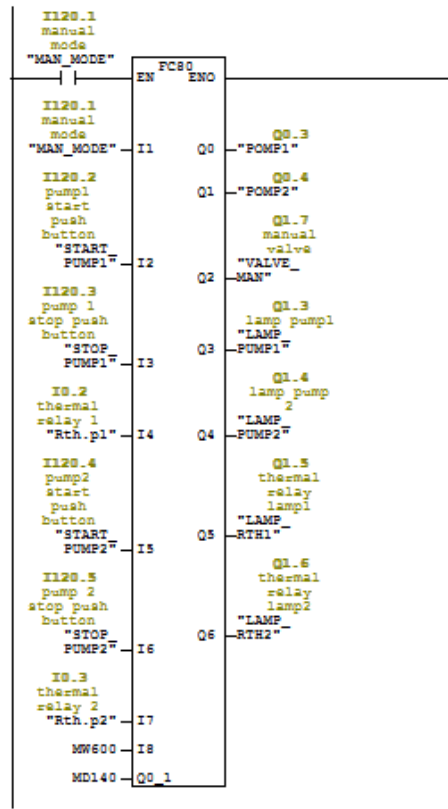 I120.1
manual
mode
"MAN_MODE"
FC80
EN ENO
I120.1
manual
mode
"MAN_MODE" I1
Q0.3
Q0 "POMP1"
I120.2
pump1
start
push
button
"START_
PUMP1" I2
Q0.4
Q1 "POMP2"
Q1.7
manual
valve
"VALVE_
Q2 MAN"
I120.3
pump 1
stop push
button
"STOP_
PUMP1" I3
Q1.3
lamp pump1
"LAMP_
Q3 PUMP1"
I0.2
thermal
relay 1
"Rth.p1" I4
Q1.4
lamp pump
2
"LAMP_
Q4 PUMP2"
I120.4
pump2
start
push
button
"START_
PUMP2" I5
Q1.5
thermal
relay
lamp1
"LAMP_
Q5 RTH1"
I120.5
pump 2
stop push
button
"STOP_
PUMP2" I6
Q1.6
thermal
relay
lamp2
"LAMP_
Q6 RTH2"
I0.3
thermal
relay 2
"Rth.p2" I7
MW600 I8
MD140 Q0_1